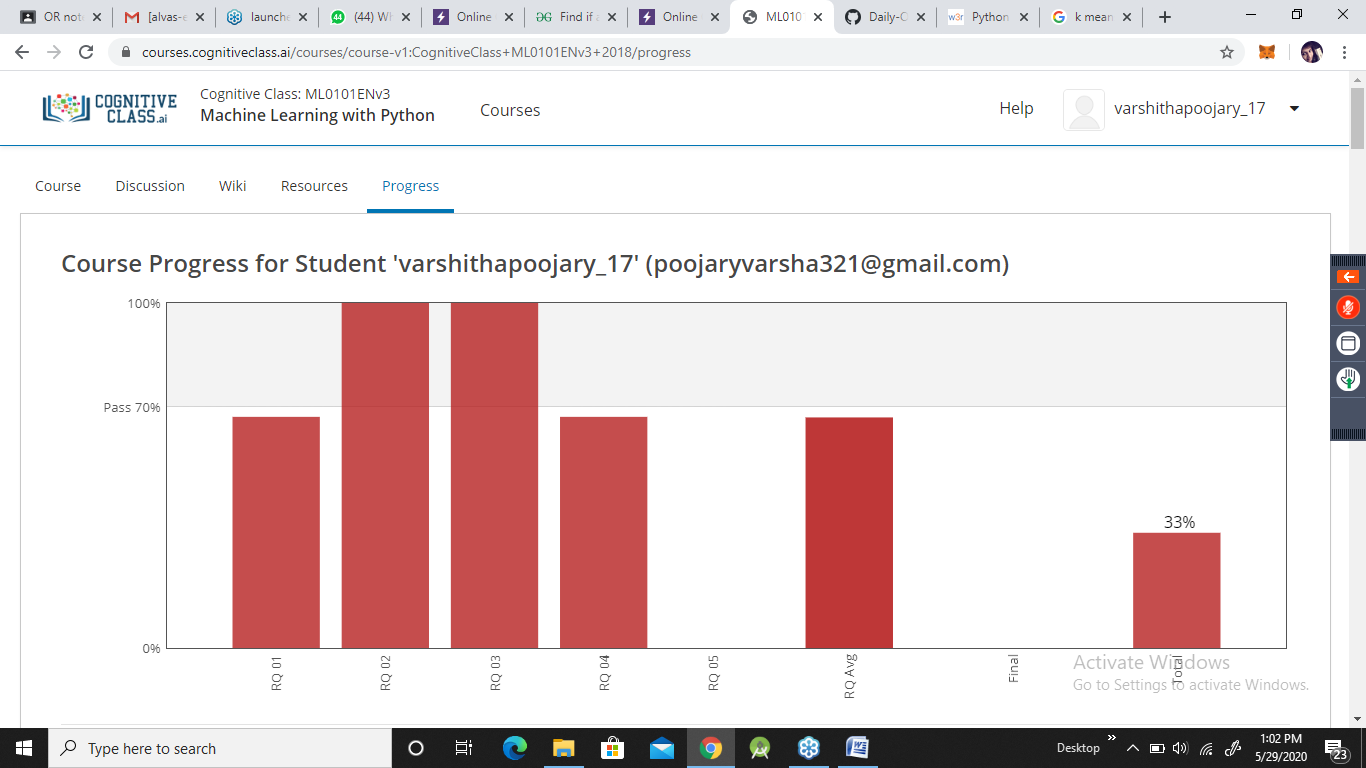 OR not
M [alvas-e
launche
(44) Wh
Online
Find if a
Online
ML010
Daily-C
w3r Python
G k mean
courses.cognitiveclass.ai/courses/course-v1:CognitiveClass+ML0101ENv3+2018/progress
COGNITIVE
CLASS.ai
Cognitive Class: ML0101ENv3
Machine Learning with Python
Courses
Help
varshithapoojary_17
Course
Discussion
Wiki
Resources
Progress
Course Progress for Student 'varshithapoojary_17' (poojaryvarsha321@gmail.com)
100%
Pass 70%
0%
33%
RQ 01
RQ 02
RQ 03
RQ 04
RQ 05
RQ Avg
Final
Total
Activate Windows
Go to Settings to activate Windows.
Type here to search
Desktop
1:02 PM
5/29/2020
23